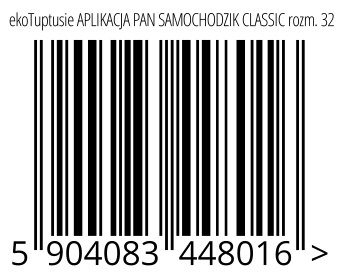 ekoTuptusie APLIKACJA PAN SAMOCHODZIK CLASSIC rozm. 32
5 904083 448016 >